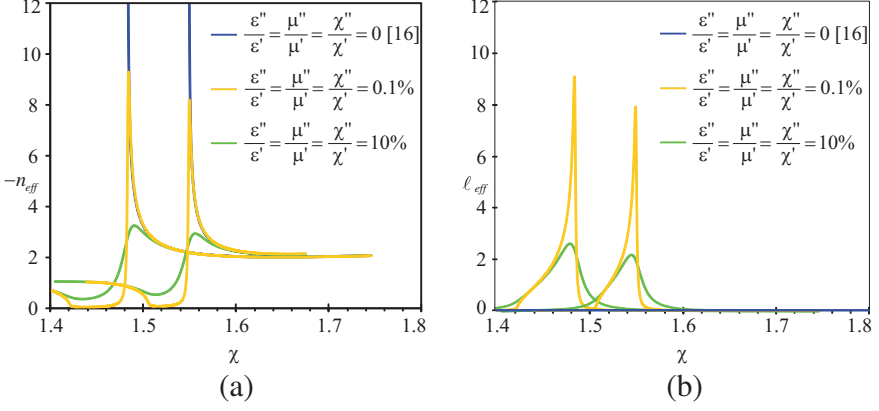 12
10
8
6
4
2
0
−n_eff
1.4 1.5 1.6 1.7 1.8
χ
ε''/ε' = μ''/μ' = χ''/χ' = 0 [16]
ε''/ε' = μ''/μ' = χ''/χ' = 0.1%
ε''/ε' = μ''/μ' = χ''/χ' = 10%
(a)
12
10
8
6
4
2
0
ℓ_eff
1.4 1.5 1.6 1.7 1.8
χ
ε''/ε' = μ''/μ' = χ''/χ' = 0 [16]
ε''/ε' = μ''/μ' = χ''/χ' = 0.1%
ε''/ε' = μ''/μ' = χ''/χ' = 10%
(b)